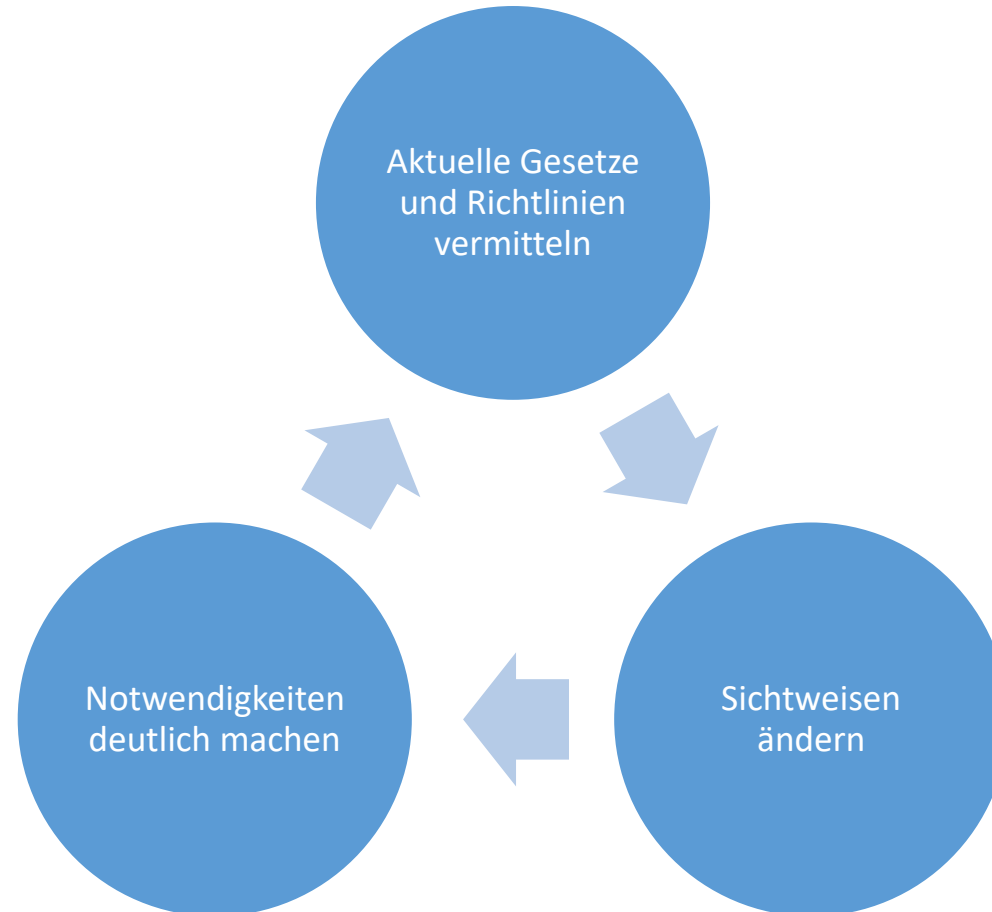 Aktuelle Gesetze
und Richtlinien
vermitteln
Notwendigkeiten
deutlich machen
Sichtweisen
ändern